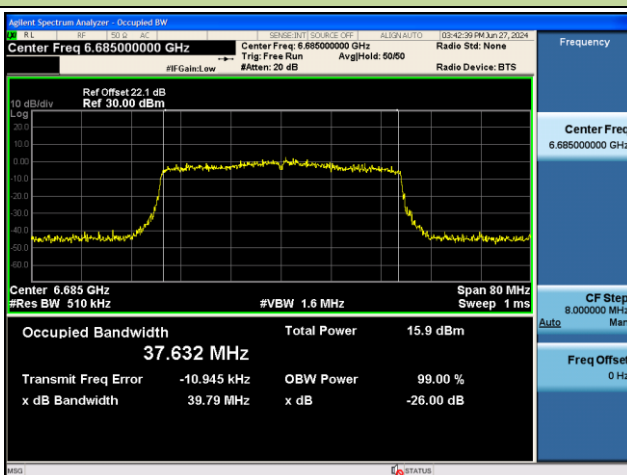 Agilent Spectrum Analyzer - Occupied BW
RL RF 50 Ω AC SENSE:INT SOURCE OFF ALIGN AUTO 03:42:39 PM Jun 27, 2024
Center Freq 6.685000000 GHz Center Freq: 6.685000000 GHz Radio Std: None Frequency
Trig: Free Run Avg|Hold: 50/50
#IFGain:Low #Atten: 20 dB Radio Device: BTS
Ref Offset 22.1 dB
10 dB/div Ref 30.00 dBm
Log
20.0
10.0
0.00
-10.0
-20.0
-30.0
-40.0
-50.0
-60.0
Center 6.685 GHz Span 80 MHz
#Res BW 510 kHz #VBW 1.6 MHz Sweep 1 ms
Center Freq
6.685000000 GHz
CF Step
8.000000 MHz
Auto Man
Freq Offset
0 Hz
Occupied Bandwidth Total Power 15.9 dBm
37.632 MHz
Transmit Freq Error -10.945 kHz OBW Power 99.00 %
x dB Bandwidth 39.79 MHz x dB -26.00 dB
MSG STATUS